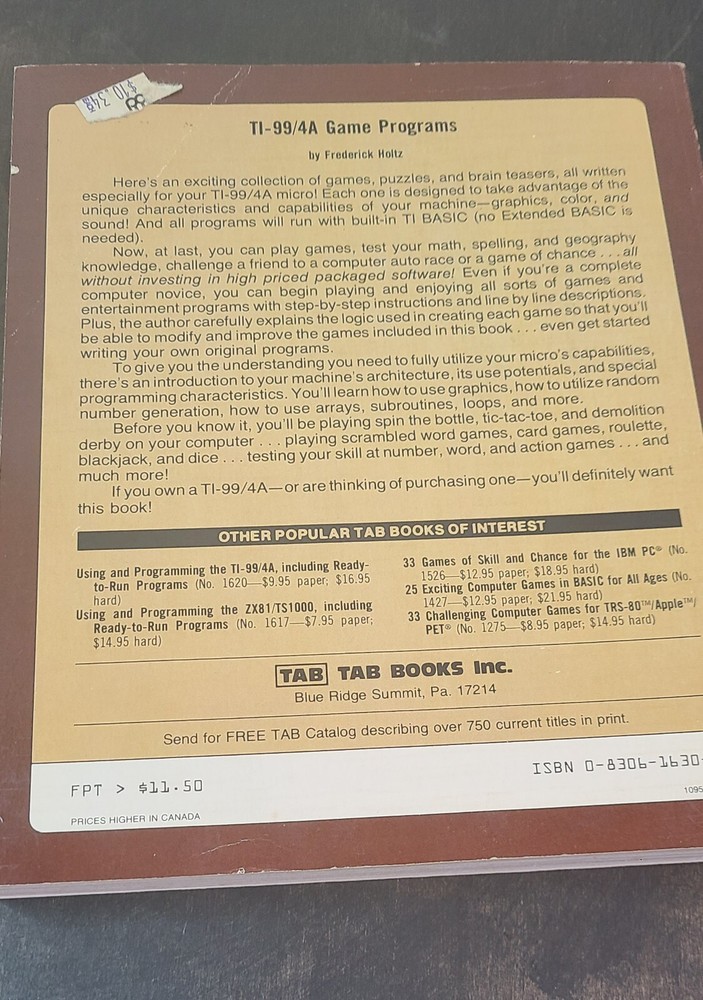 TI-99/4A Game Programs
by Frederick Holtz
Here's an exciting collection of games, puzzles, and brain teasers, all written
especially for your TI-99/4A micro! Each one is designed to take advantage of the
unique characteristics and capabilities of your machine—graphics, color, and
sound! And all programs will run with built-in TI BASIC (no Extended BASIC is
needed).
Now, at last, you can play games, test your math, spelling, and geography
knowledge, challenge a friend to a computer auto race or a game of chance . . . all
without investing in high priced packaged software! Even if you're a complete
computer novice, you can begin playing and enjoying all sorts of games and
entertainment programs with step-by-step instructions and line by line descriptions.
Plus, the author carefully explains the logic used in creating each game so that you'll
be able to modify and improve the games included in this book . . . even get started
writing your own original programs.
To give you the understanding you need to fully utilize your micro's capabilities,
there's an introduction to your machine's architecture, its use potentials, and special
programming characteristics. You'll learn how to use graphics, how to utilize random
number generation, how to use arrays, subroutines, loops, and more.
Before you know it, you'll be playing spin the bottle, tic-tac-toe, and demolition
derby on your computer . . . playing scrambled word games, card games, roulette,
blackjack, and dice . . . testing your skill at number, word, and action games . . . and
much more!
If you own a TI-99/4A—or are thinking of purchasing one—you'll definitely want
this book!
OTHER POPULAR TAB BOOKS OF INTEREST
Using and Programming the TI-99/4A, including Ready-
to-Run Programs (No. 1620—$9.95 paper; $16.95
hard)
Using and Programming the ZX81/TS1000, including
Ready-to-Run Programs (No. 1617—$7.95 paper;
$14.95 hard)
33 Games of Skill and Chance for the IBM PC® (No.
1526—$12.95 paper; $18.95 hard)
25 Exciting Computer Games in BASIC for All Ages (No.
1427—$12.95 paper; $21.95 hard)
33 Challenging Computer Games for TRS-80™/Apple™/
PET® (No. 1275—$8.95 paper; $14.95 hard)
TAB TAB BOOKS Inc.
Blue Ridge Summit, Pa. 17214
Send for FREE TAB Catalog describing over 750 current titles in print.
FPT > $11.50
ISBN 0-8306-1630-
PRICES HIGHER IN CANADA
1095